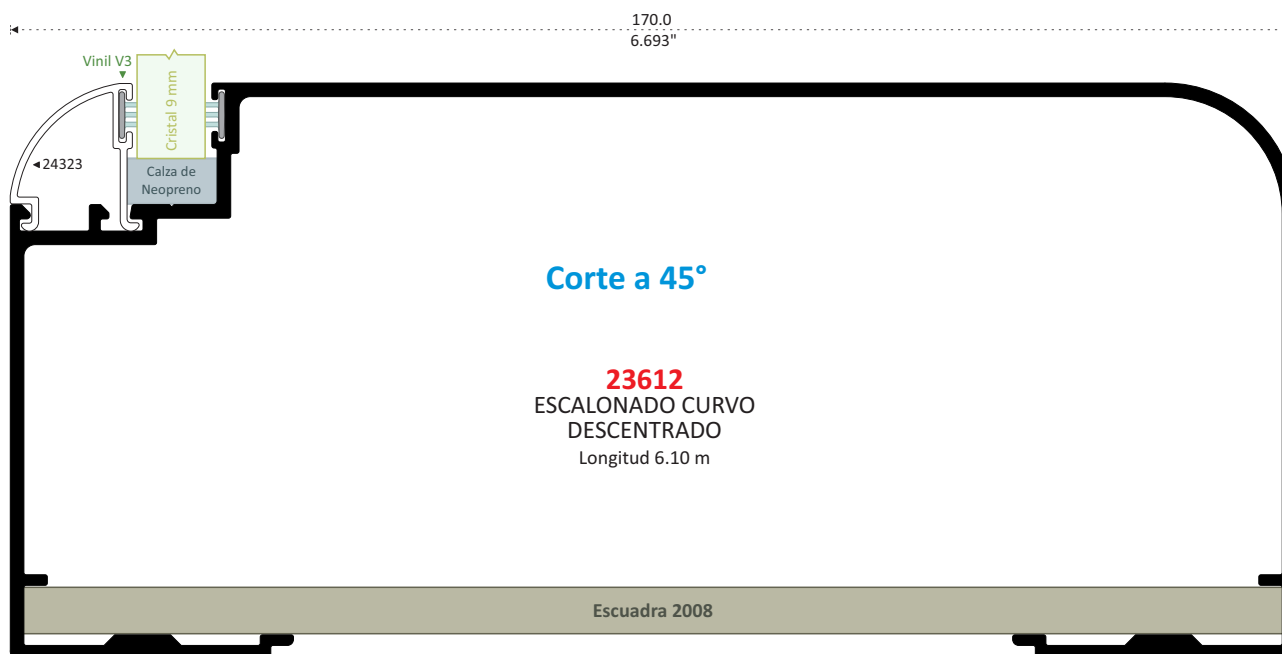 170.0
6.693"
Vinil V3
Cristal 9 mm
24323
Calza de
Neopreno
Corte a 45°
23612
ESCALONADO CURVO
DESCENTRADO
Longitud 6.10 m
Escuadra 2008